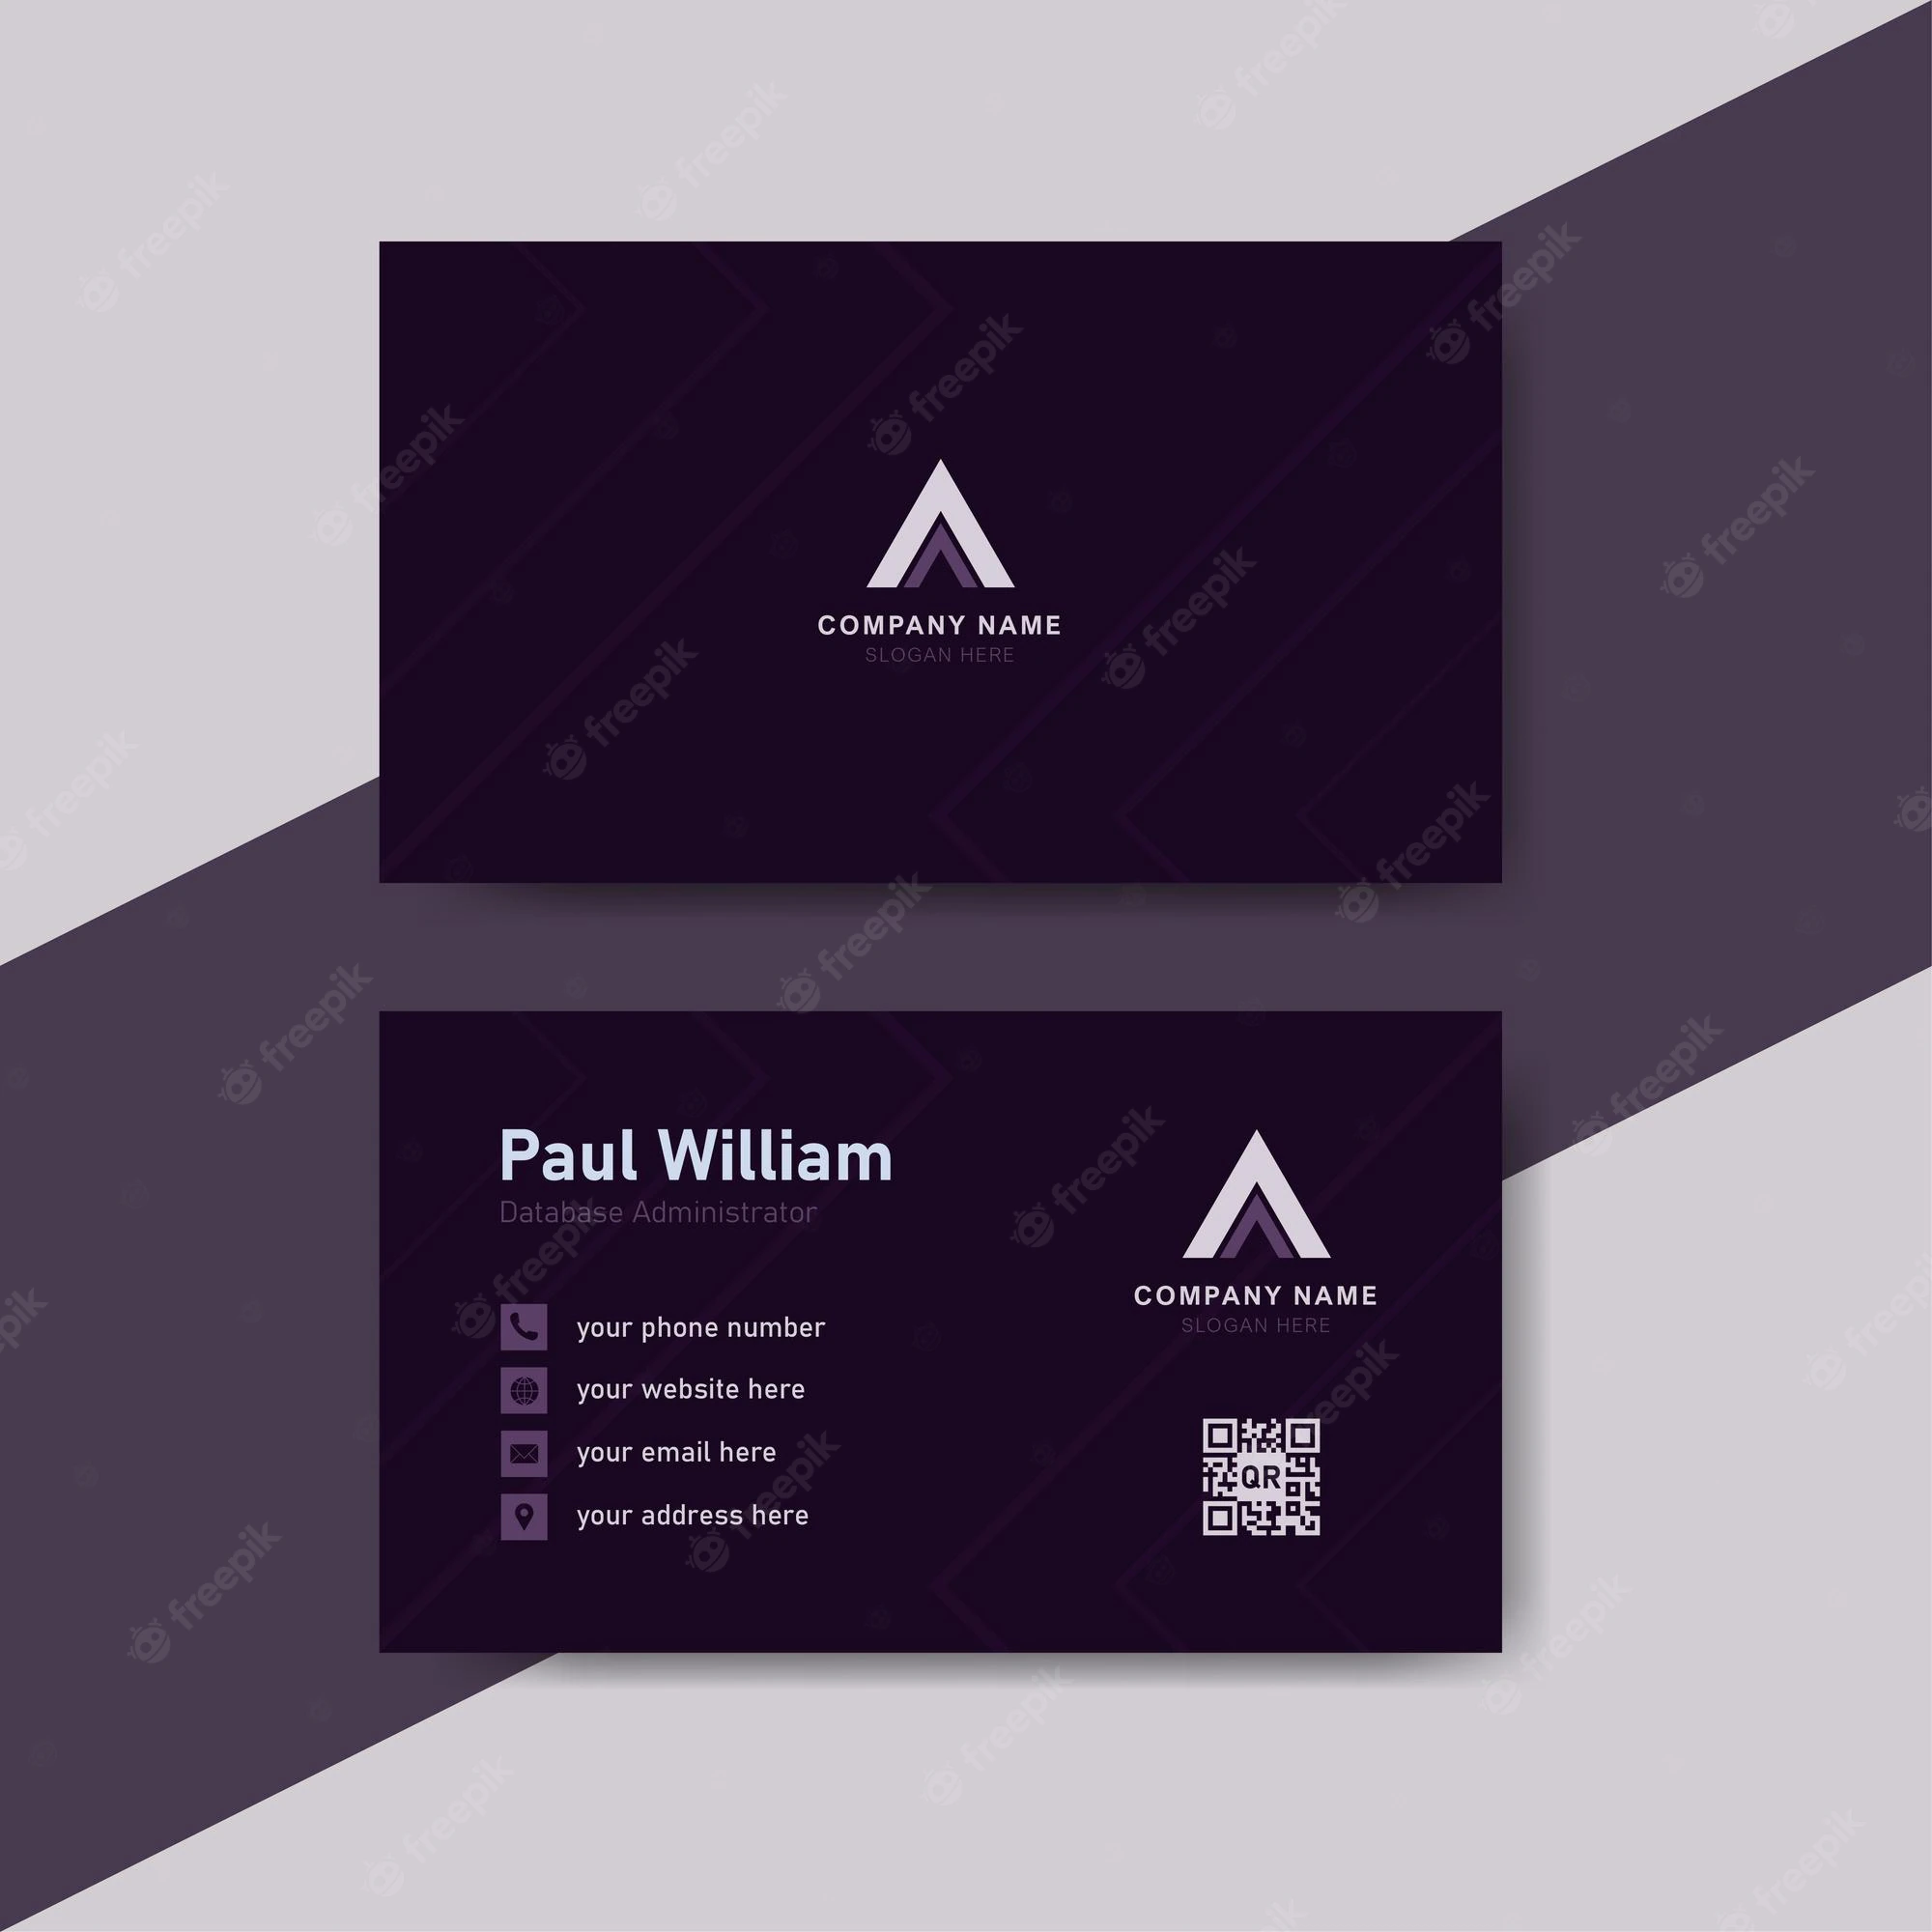 COMPANY NAME
SLOGAN HERE
Paul William
Database Administrator
your phone number
your website here
your email here
your address here
COMPANY NAME
SLOGAN HERE
QR
freepik